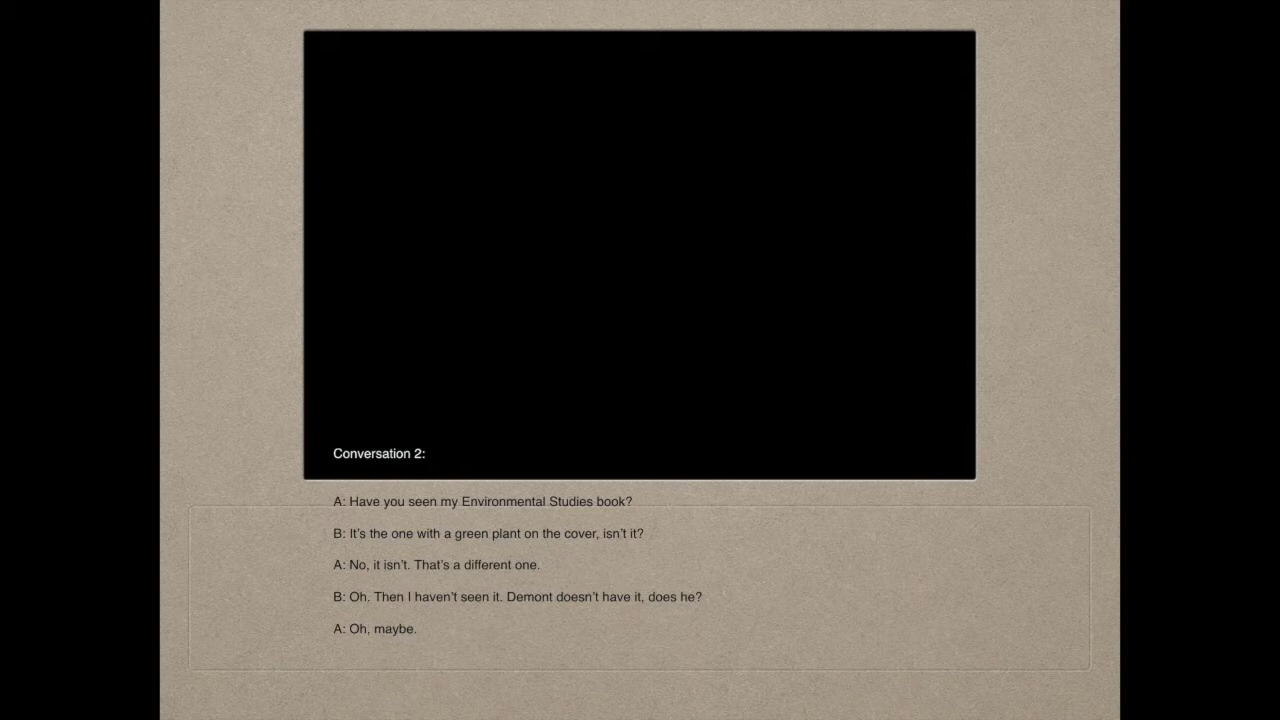 Conversation 2:
A: Have you seen my Environmental Studies book?
B: It’s the one with a green plant on the cover, isn’t it?
A: No, it isn’t. That’s a different one.
B: Oh. Then I haven’t seen it. Demont doesn’t have it, does he?
A: Oh, maybe.